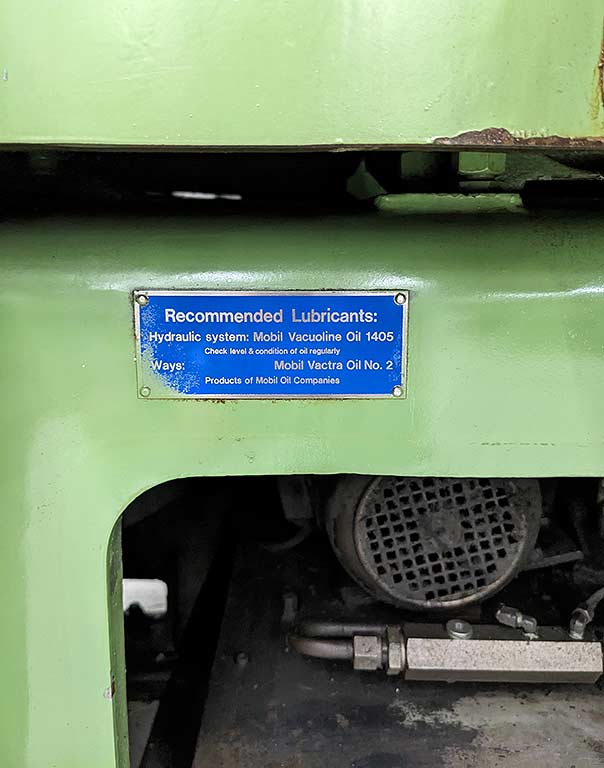 Recommended Lubricants:
Hydraulic system: Mobil Vacuoline Oil 1405
Check level & condition of oil regularly
Ways: Mobil Vactra Oil No. 2
Products of Mobil Oil Companies